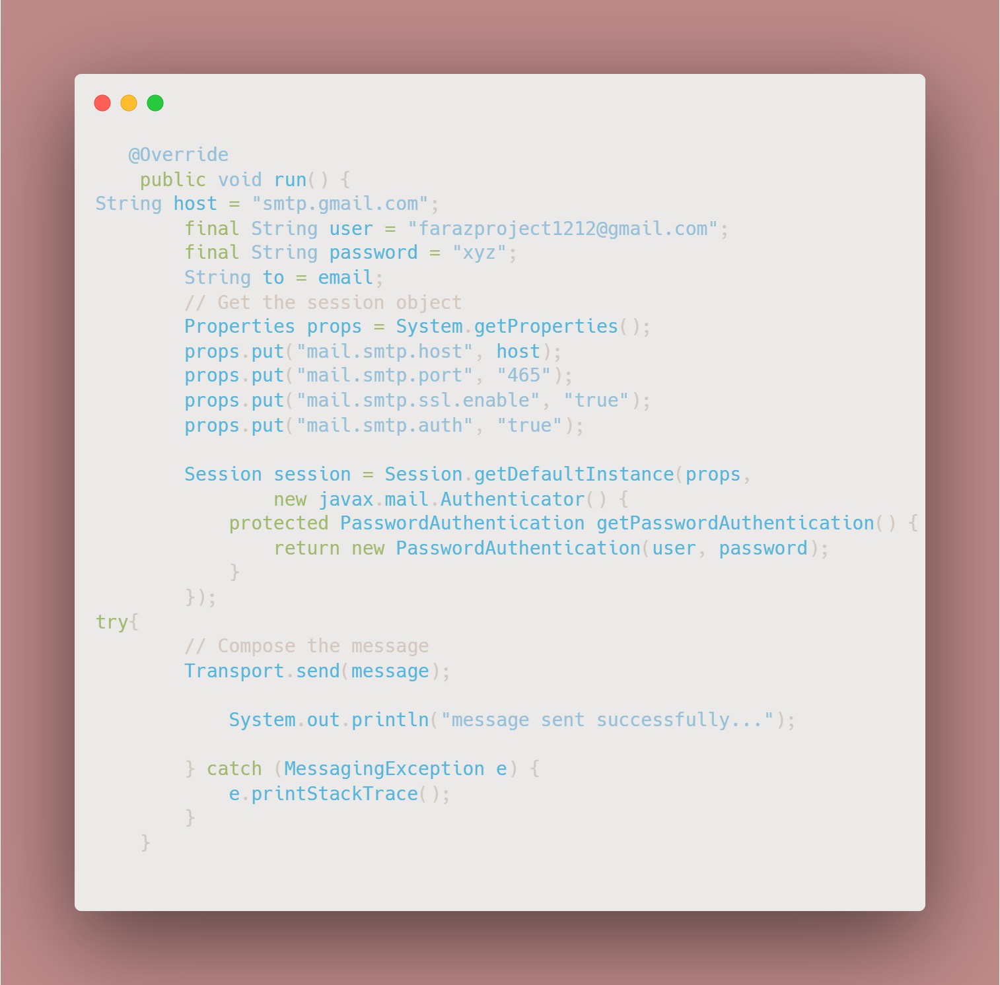 @Override
public void run() {
String host = "smtp.gmail.com";
final String user = "farazproject1212@gmail.com";
final String password = "xyz";
String to = email;
// Get the session object
Properties props = System.getProperties();
props.put("mail.smtp.host", host);
props.put("mail.smtp.port", "465");
props.put("mail.smtp.ssl.enable", "true");
props.put("mail.smtp.auth", "true");
Session session = Session.getDefaultInstance(props,
new javax.mail.Authenticator() {
protected PasswordAuthentication getPasswordAuthentication() {
return new PasswordAuthentication(user, password);
}
});
try{
// Compose the message
Transport.send(message);
System.out.println("message sent successfully...");
} catch (MessagingException e) {
e.printStackTrace();
}
}